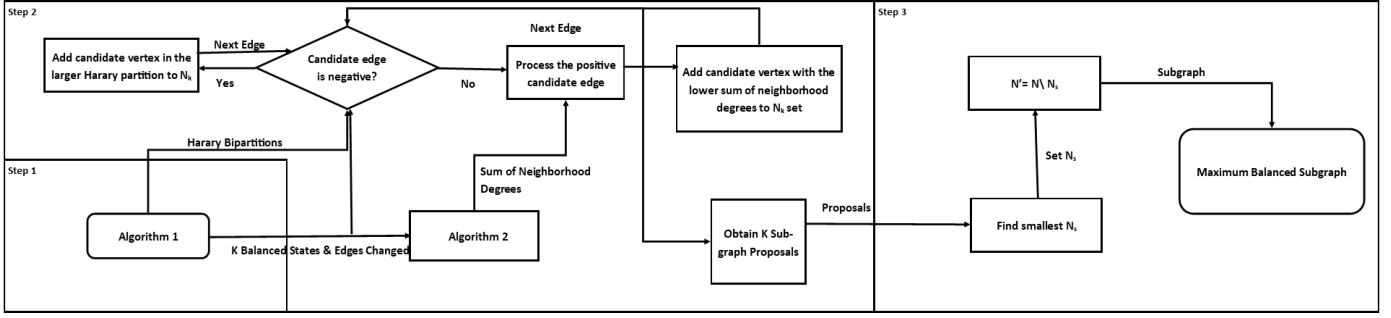 Step 2
Add candidate vertex in the
larger Harary partition to Nk
Next Edge
Yes
Candidate edge
is negative?
No
Next Edge
Process the positive
candidate edge
Add candidate vertex with the
lower sum of neighborhood
degrees to Nk set
Harary Bipartitions
Step 1
Algorithm 1
K Balanced States & Edges Changed
Algorithm 2
Sum of Neighborhood
Degrees
Obtain K Sub-
graph Proposals
Proposals
Step 3
N'= N\ Ns
Subgraph
Set Ns
Find smallest Ns
Maximum Balanced Subgraph